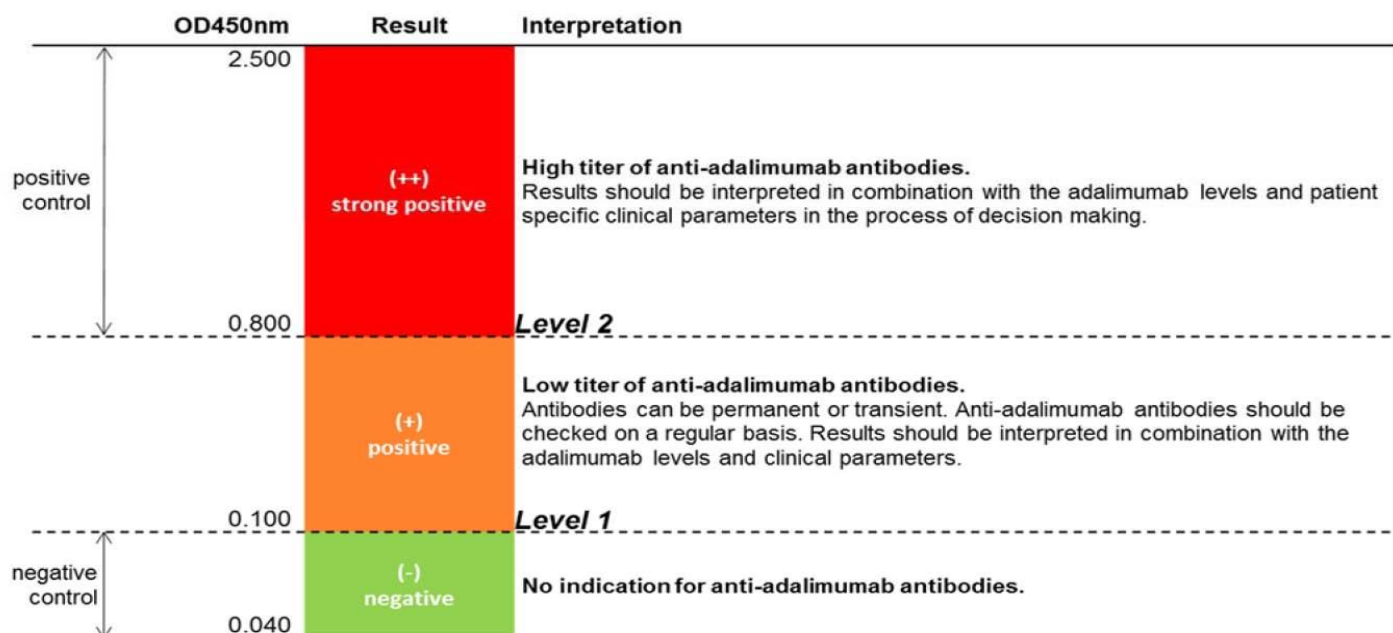 OD450nm Result Interpretation
2.500
positive
control
(++)
strong positive
High titer of anti-adalimumab antibodies.
Results should be interpreted in combination with the adalimumab levels and patient
specific clinical parameters in the process of decision making.
0.800 Level 2
(+)
positive
Low titer of anti-adalimumab antibodies.
Antibodies can be permanent or transient. Anti-adalimumab antibodies should be
checked on a regular basis. Results should be interpreted in combination with the
adalimumab levels and clinical parameters.
0.100 Level 1
negative
control
(-)
negative
No indication for anti-adalimumab antibodies.
0.040